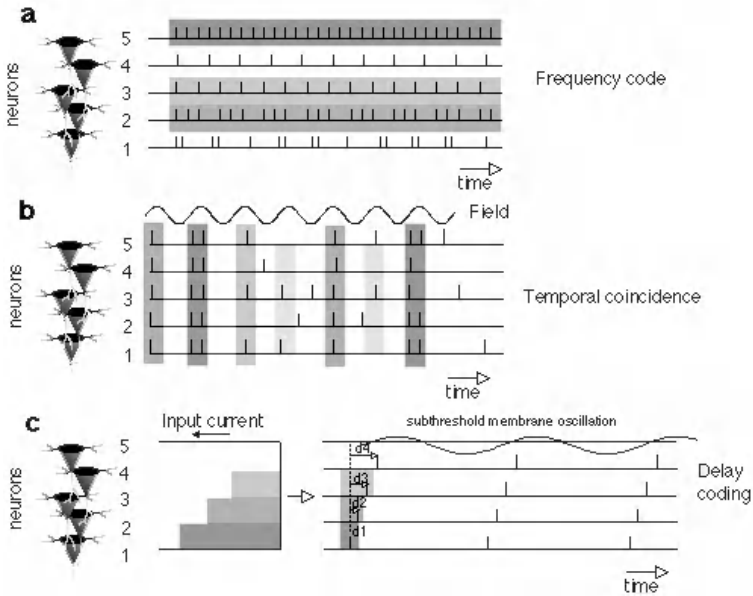 a
neurons
5
4
3
2
1
Frequency code
time
b
Field
neurons
5
4
3
2
1
Temporal coincidence
time
c
Input current
subthreshold membrane oscillation
neurons
5
4
3
2
1
d4
d3
d2
d1
Delay
coding
time